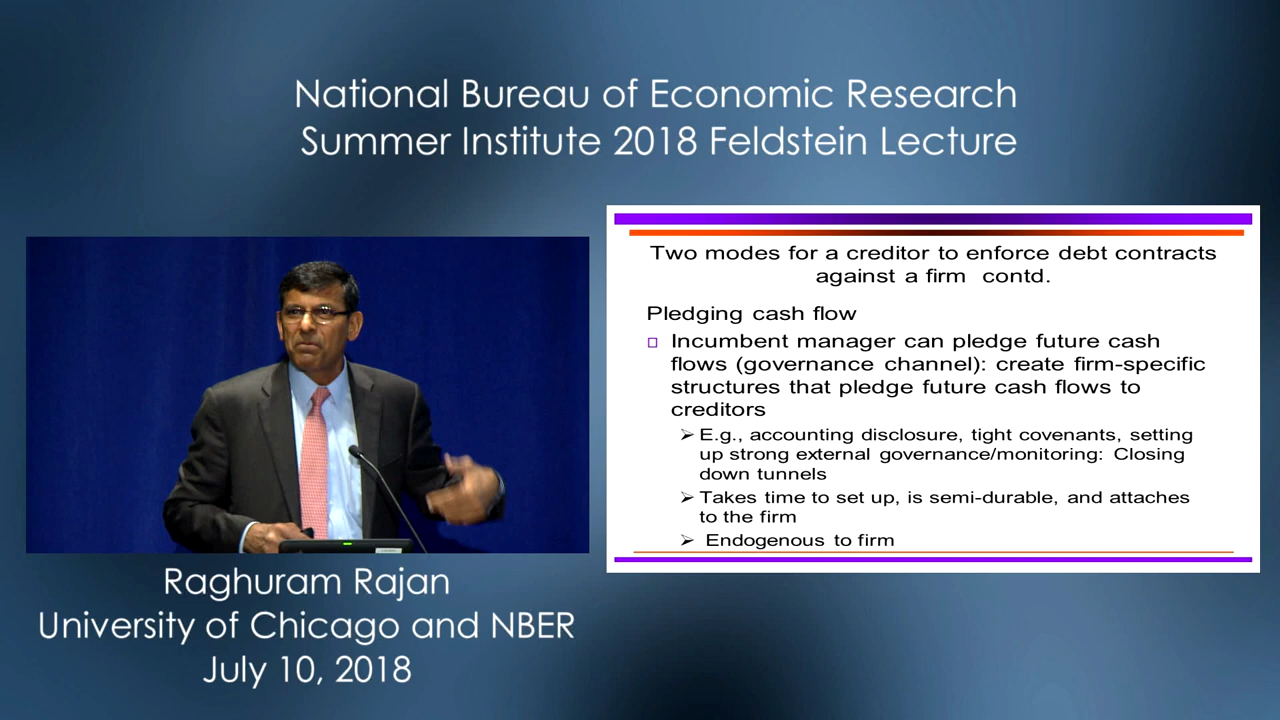 National Bureau of Economic Research
Summer Institute 2018 Feldstein Lecture
Two modes for a creditor to enforce debt contracts
against a firm contd.
Pledging cash flow
Incumbent manager can pledge future cash
flows (governance channel): create firm-specific
structures that pledge future cash flows to
creditors
E.g., accounting disclosure, tight covenants, setting
up strong external governance/monitoring: Closing
down tunnels
Takes time to set up, is semi-durable, and attaches
to the firm
Endogenous to firm
Raghuram Rajan
University of Chicago and NBER
July 10, 2018